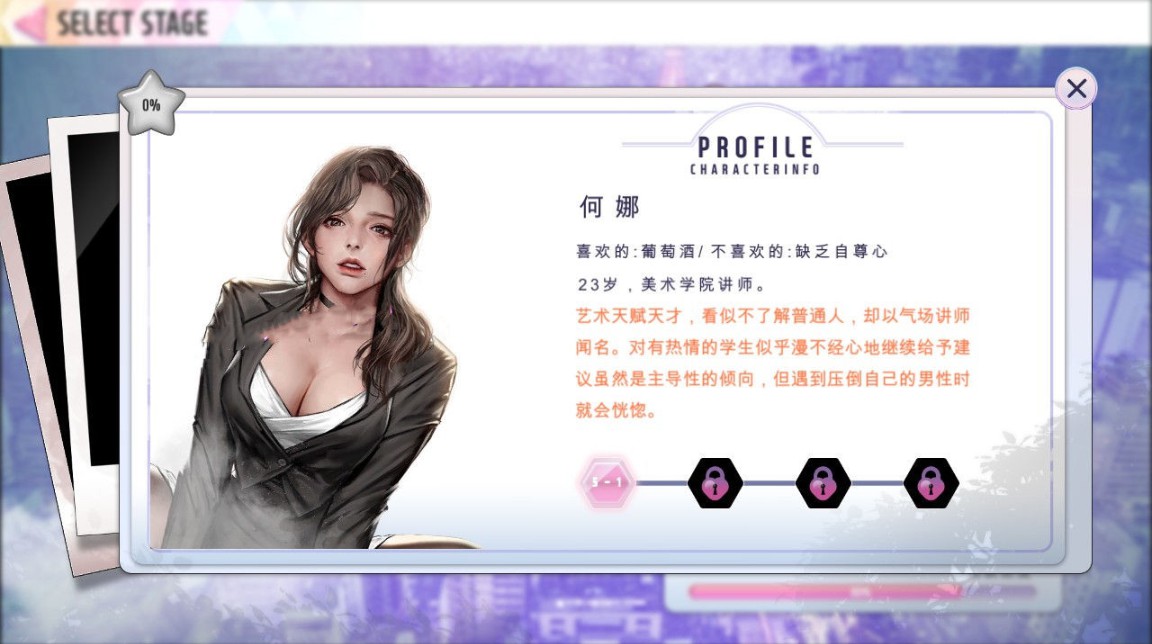 SELECT STAGE
0%
PROFILE
CHARACTERINFO
何娜
喜欢的:葡萄酒/ 不喜欢的:缺乏自尊心
23岁，美术学院讲师。
艺术天赋天才，看似不了解普通人，却以气场讲师
闻名。对有热情的学生似乎漫不经心地继续给予建
议虽然是主导性的倾向，但遇到压倒自己的男性时
就会恍惚。
5-1